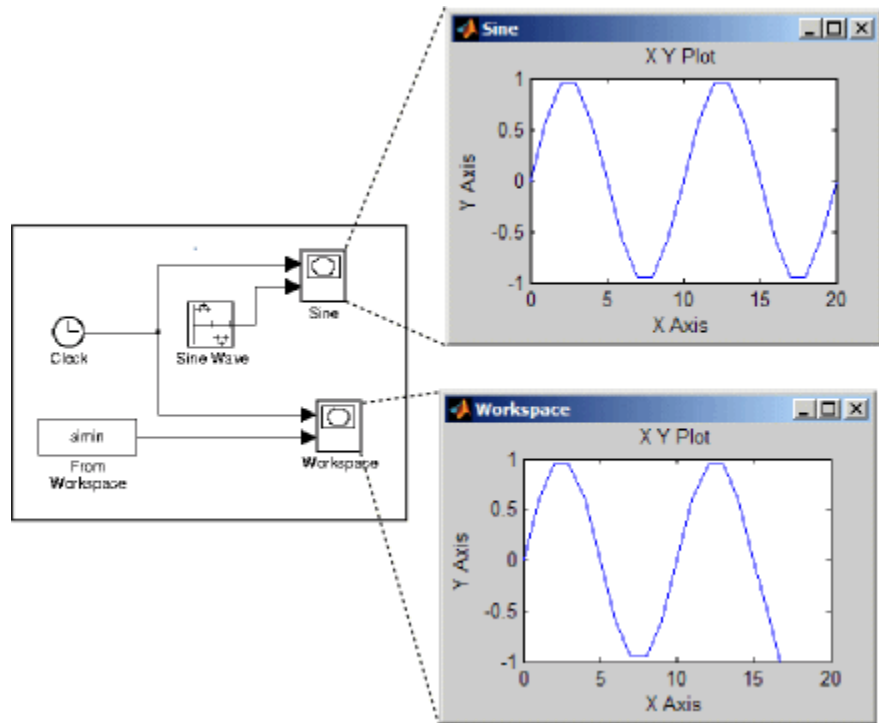 Sine
X Y Plot
1
0.5
0
-0.5
-1
Y Axis
0
5
10
15
20
X Axis
Clock
Sine Wave
Sine
simin
From
Workspace
Workspace
Workspace
X Y Plot
1
0.5
0
-0.5
-1
Y Axis
0
5
10
15
20
X Axis